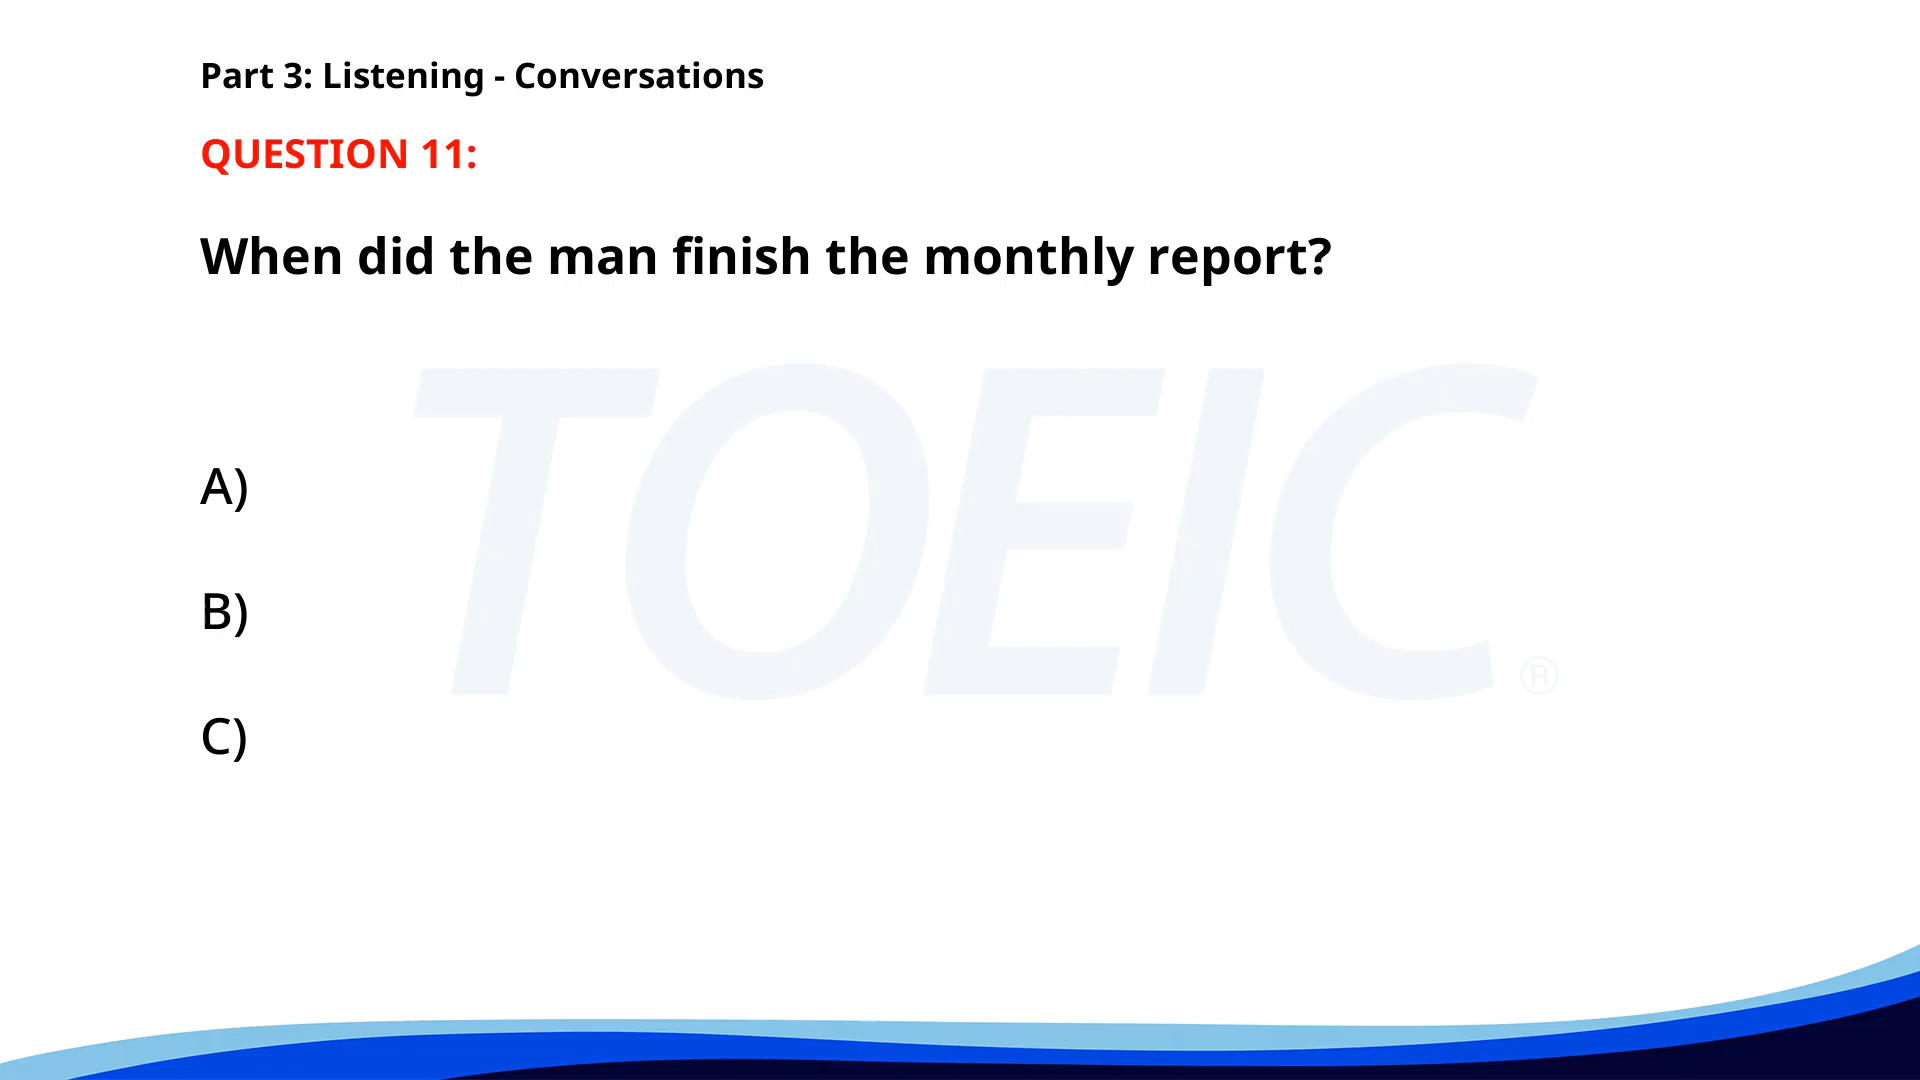 Part 3: Listening - Conversations
QUESTION 11:
When did the man finish the monthly report?
TOEIC®
A)
B)
C)